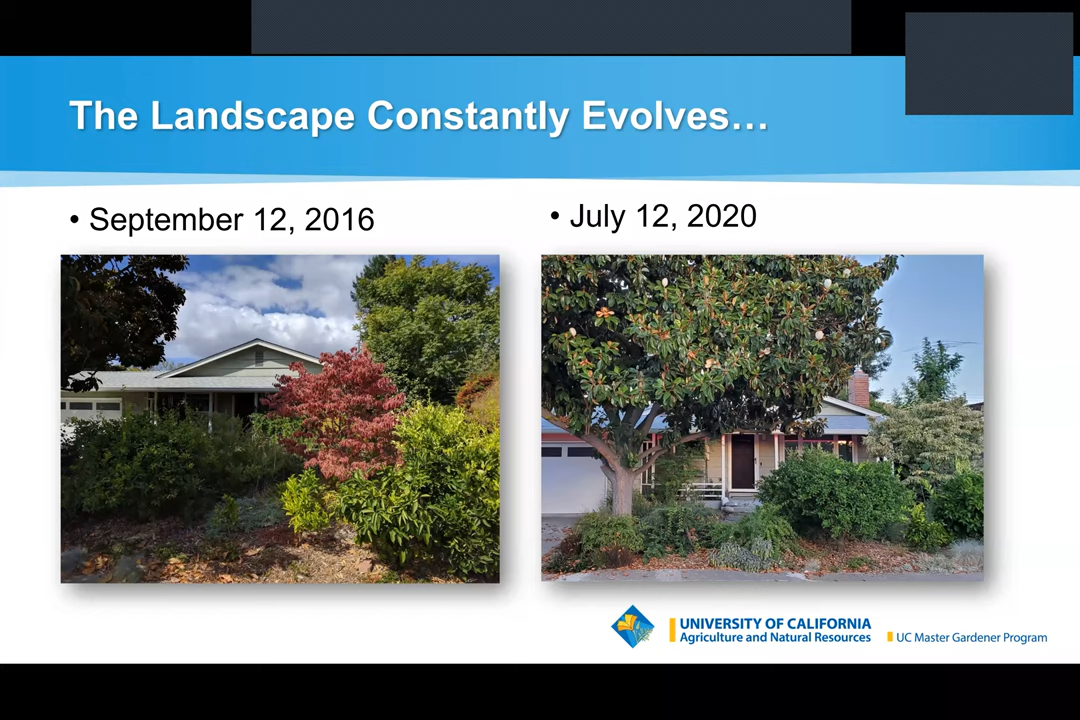 The Landscape Constantly Evolves…
• September 12, 2016
• July 12, 2020
UNIVERSITY OF CALIFORNIA
Agriculture and Natural Resources
UC Master Gardener Program